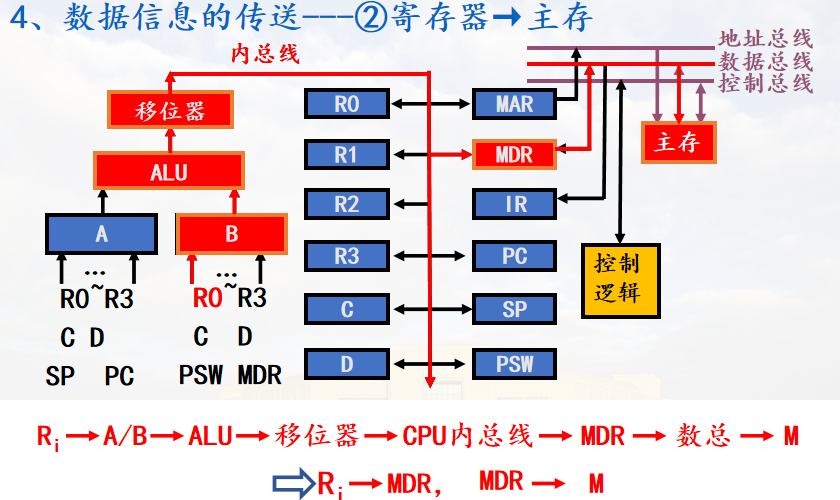 4、数据信息的传送---②寄存器➔主存
内总线
地址总线
数据总线
控制总线
移位器
R0
MAR
主存
R1
MDR
ALU
R2
IR
A
B
R3
PC
控制
逻辑
... ...
R0~R3 R0~R3
C
SP
C D C D
D
PSW
SP PC PSW MDR
Ri→A/B→ALU→移位器→CPU内总线→MDR→数总→M
⇨Ri→MDR, MDR→M